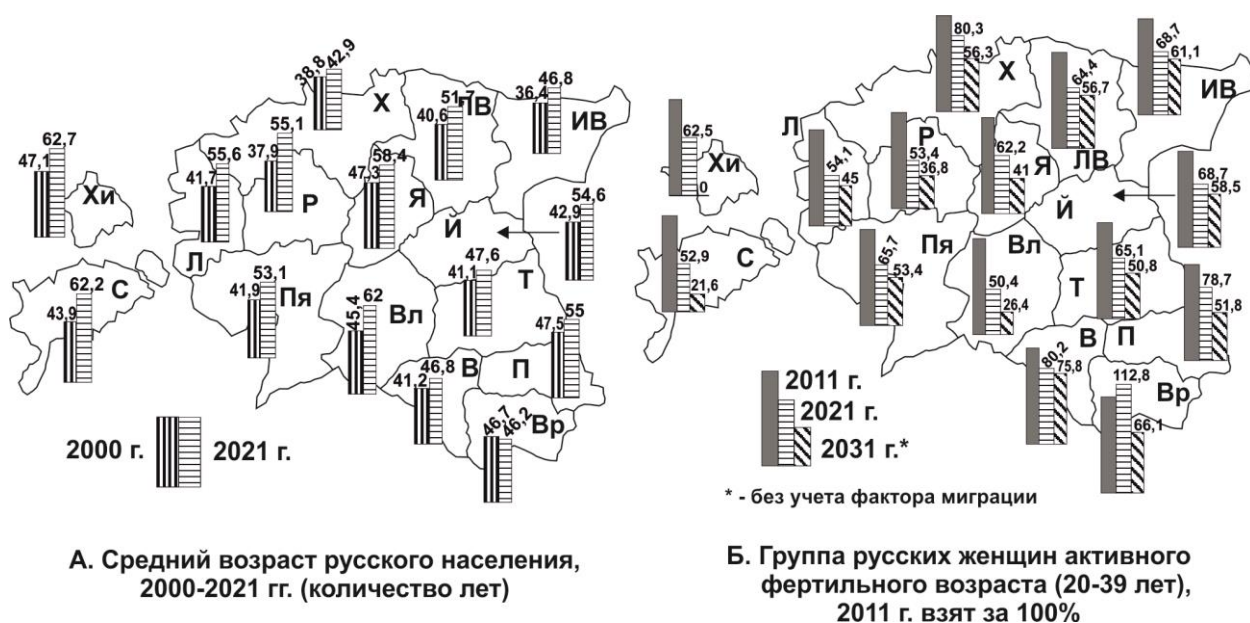 38,8 42,9
Х
51,7
40,6
ЛВ
46,8
36,4
ИВ
62,7
47,1
Хи
55,6
41,7
Л
55,1
37,9
Р
58,4
47,3
Я
Й
54,6
42,9
62,2
43,9
С
53,1
41,9
Пя
62
45,4
Вл
47,6
41,1
Т
46,8
41,2
В
55
47,5
П
46,7 46,2
Вр
2000 г.
2021 г.
А. Средний возраст русского населения,
2000-2021 гг. (количество лет)
80,3
56,3
Х
64,4
56,7
ЛВ
68,7
61,1
ИВ
62,5
0
Хи
Л
54,1
45
Р
53,4
36,8
62,2
41
Я
Й
68,7
58,5
52,9
21,6
С
Пя
65,7
53,4
Вл
50,4
26,4
65,1
50,8
Т
78,7
51,8
В
П
80,2
75,8
112,8
66,1
Вр
2011 г.
2021 г.
2031 г.*
* - без учета фактора миграции
Б. Группа русских женщин активного
фертильного возраста (20-39 лет),
2011 г. взят за 100%